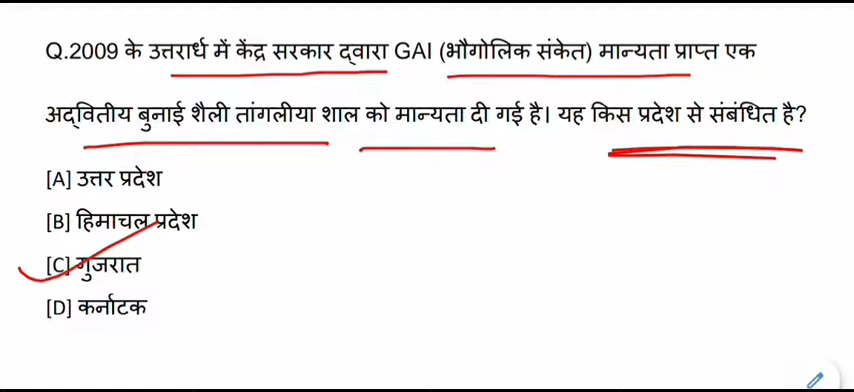 Q.2009 के उत्तरार्ध में केंद्र सरकार द्वारा GAI (भौगोलिक संकेत) मान्यता प्राप्त एक
अद्वितीय बुनाई शैली तांगलीया शाल को मान्यता दी गई है। यह किस प्रदेश से संबंधित है?
[A] उत्तर प्रदेश
[B] हिमाचल प्रदेश
[C] गुजरात
[D] कर्नाटक